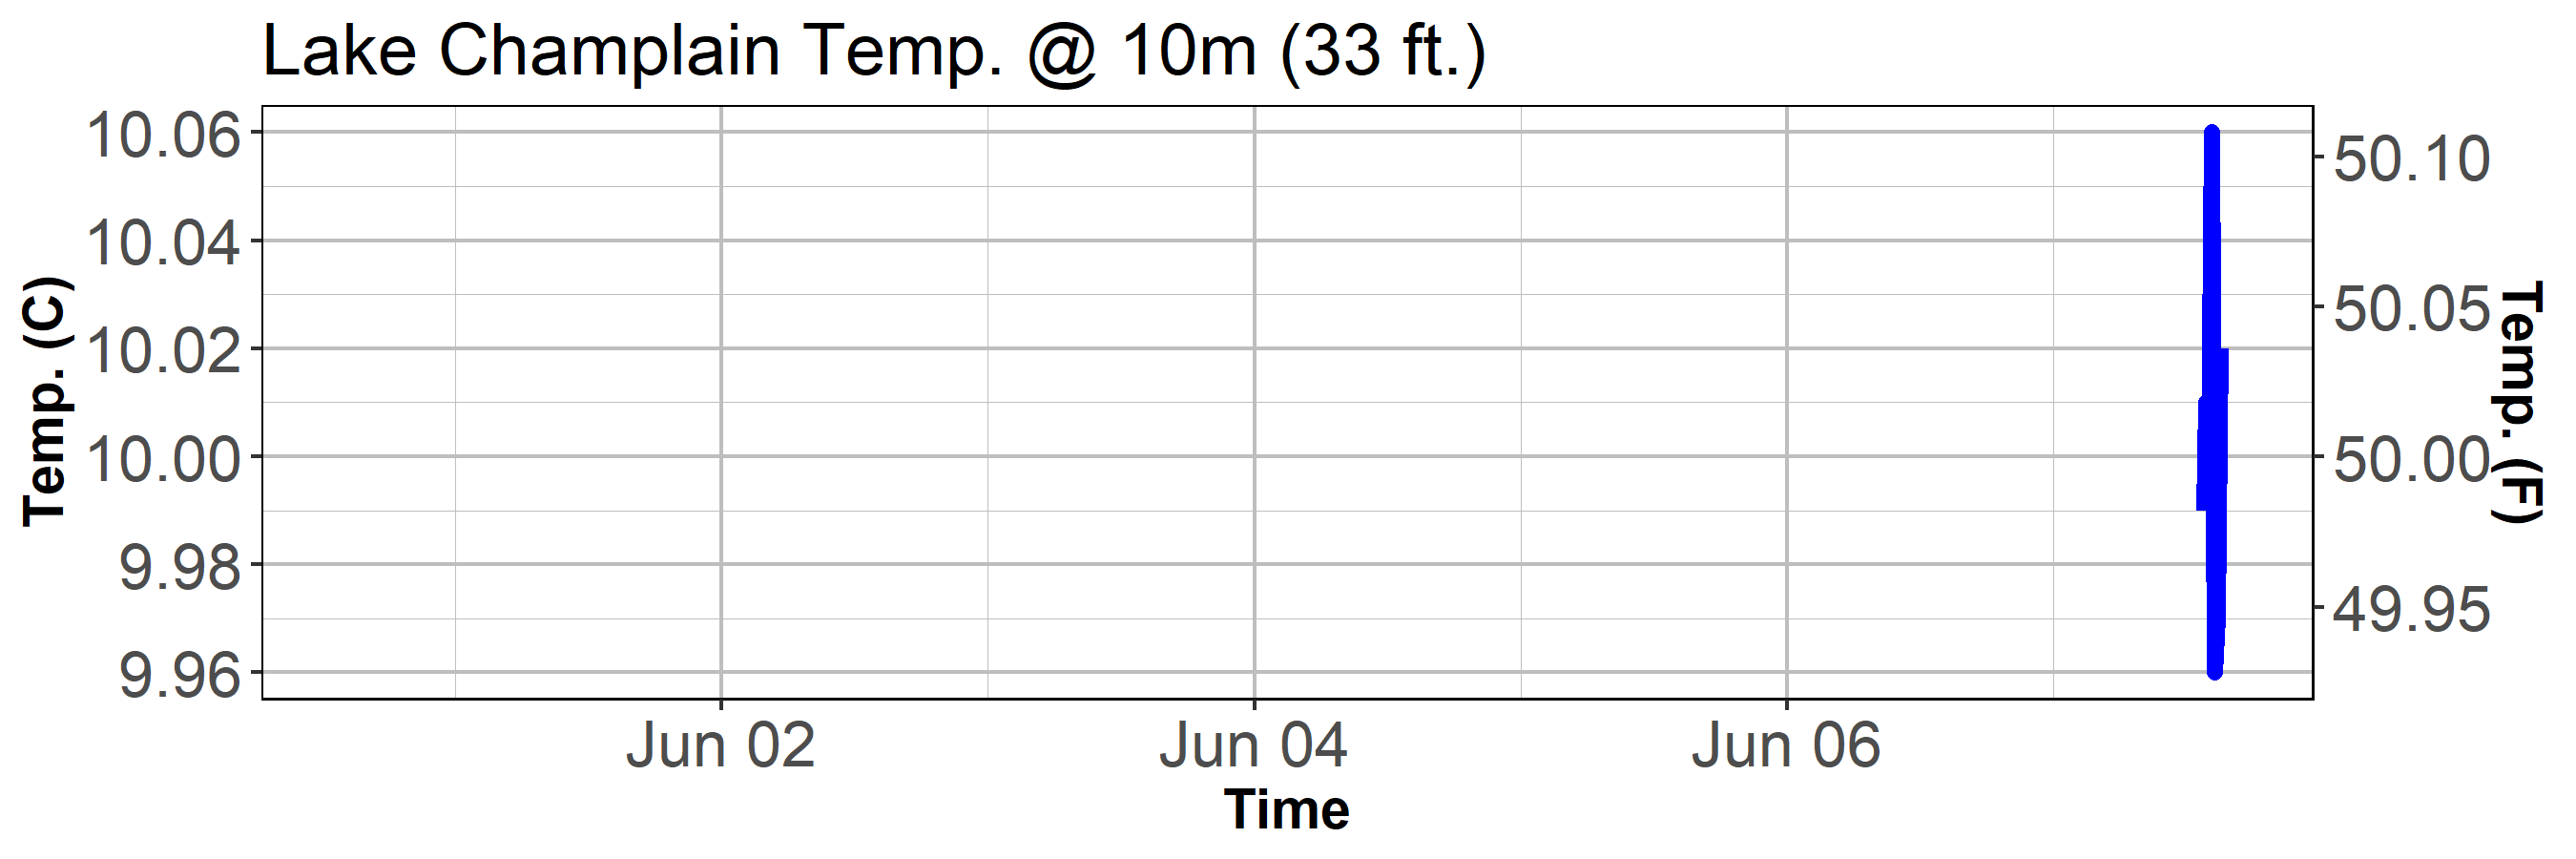 Lake Champlain Temp. @ 10m (33 ft.)
Temp. (C)
10.06
10.04
10.02
10.00
9.98
9.96
50.10
50.05
50.00
49.95
Temp. (F)
Jun 02 Jun 04 Jun 06
Time